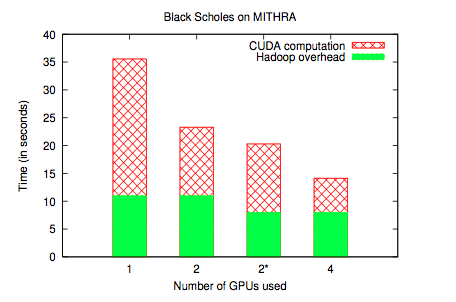 Black Scholes on MITHRA
CUDA computation
Hadoop overhead
40
35
30
25
20
15
10
5
0
Time (in seconds)
1 2 2* 4
Number of GPUs used